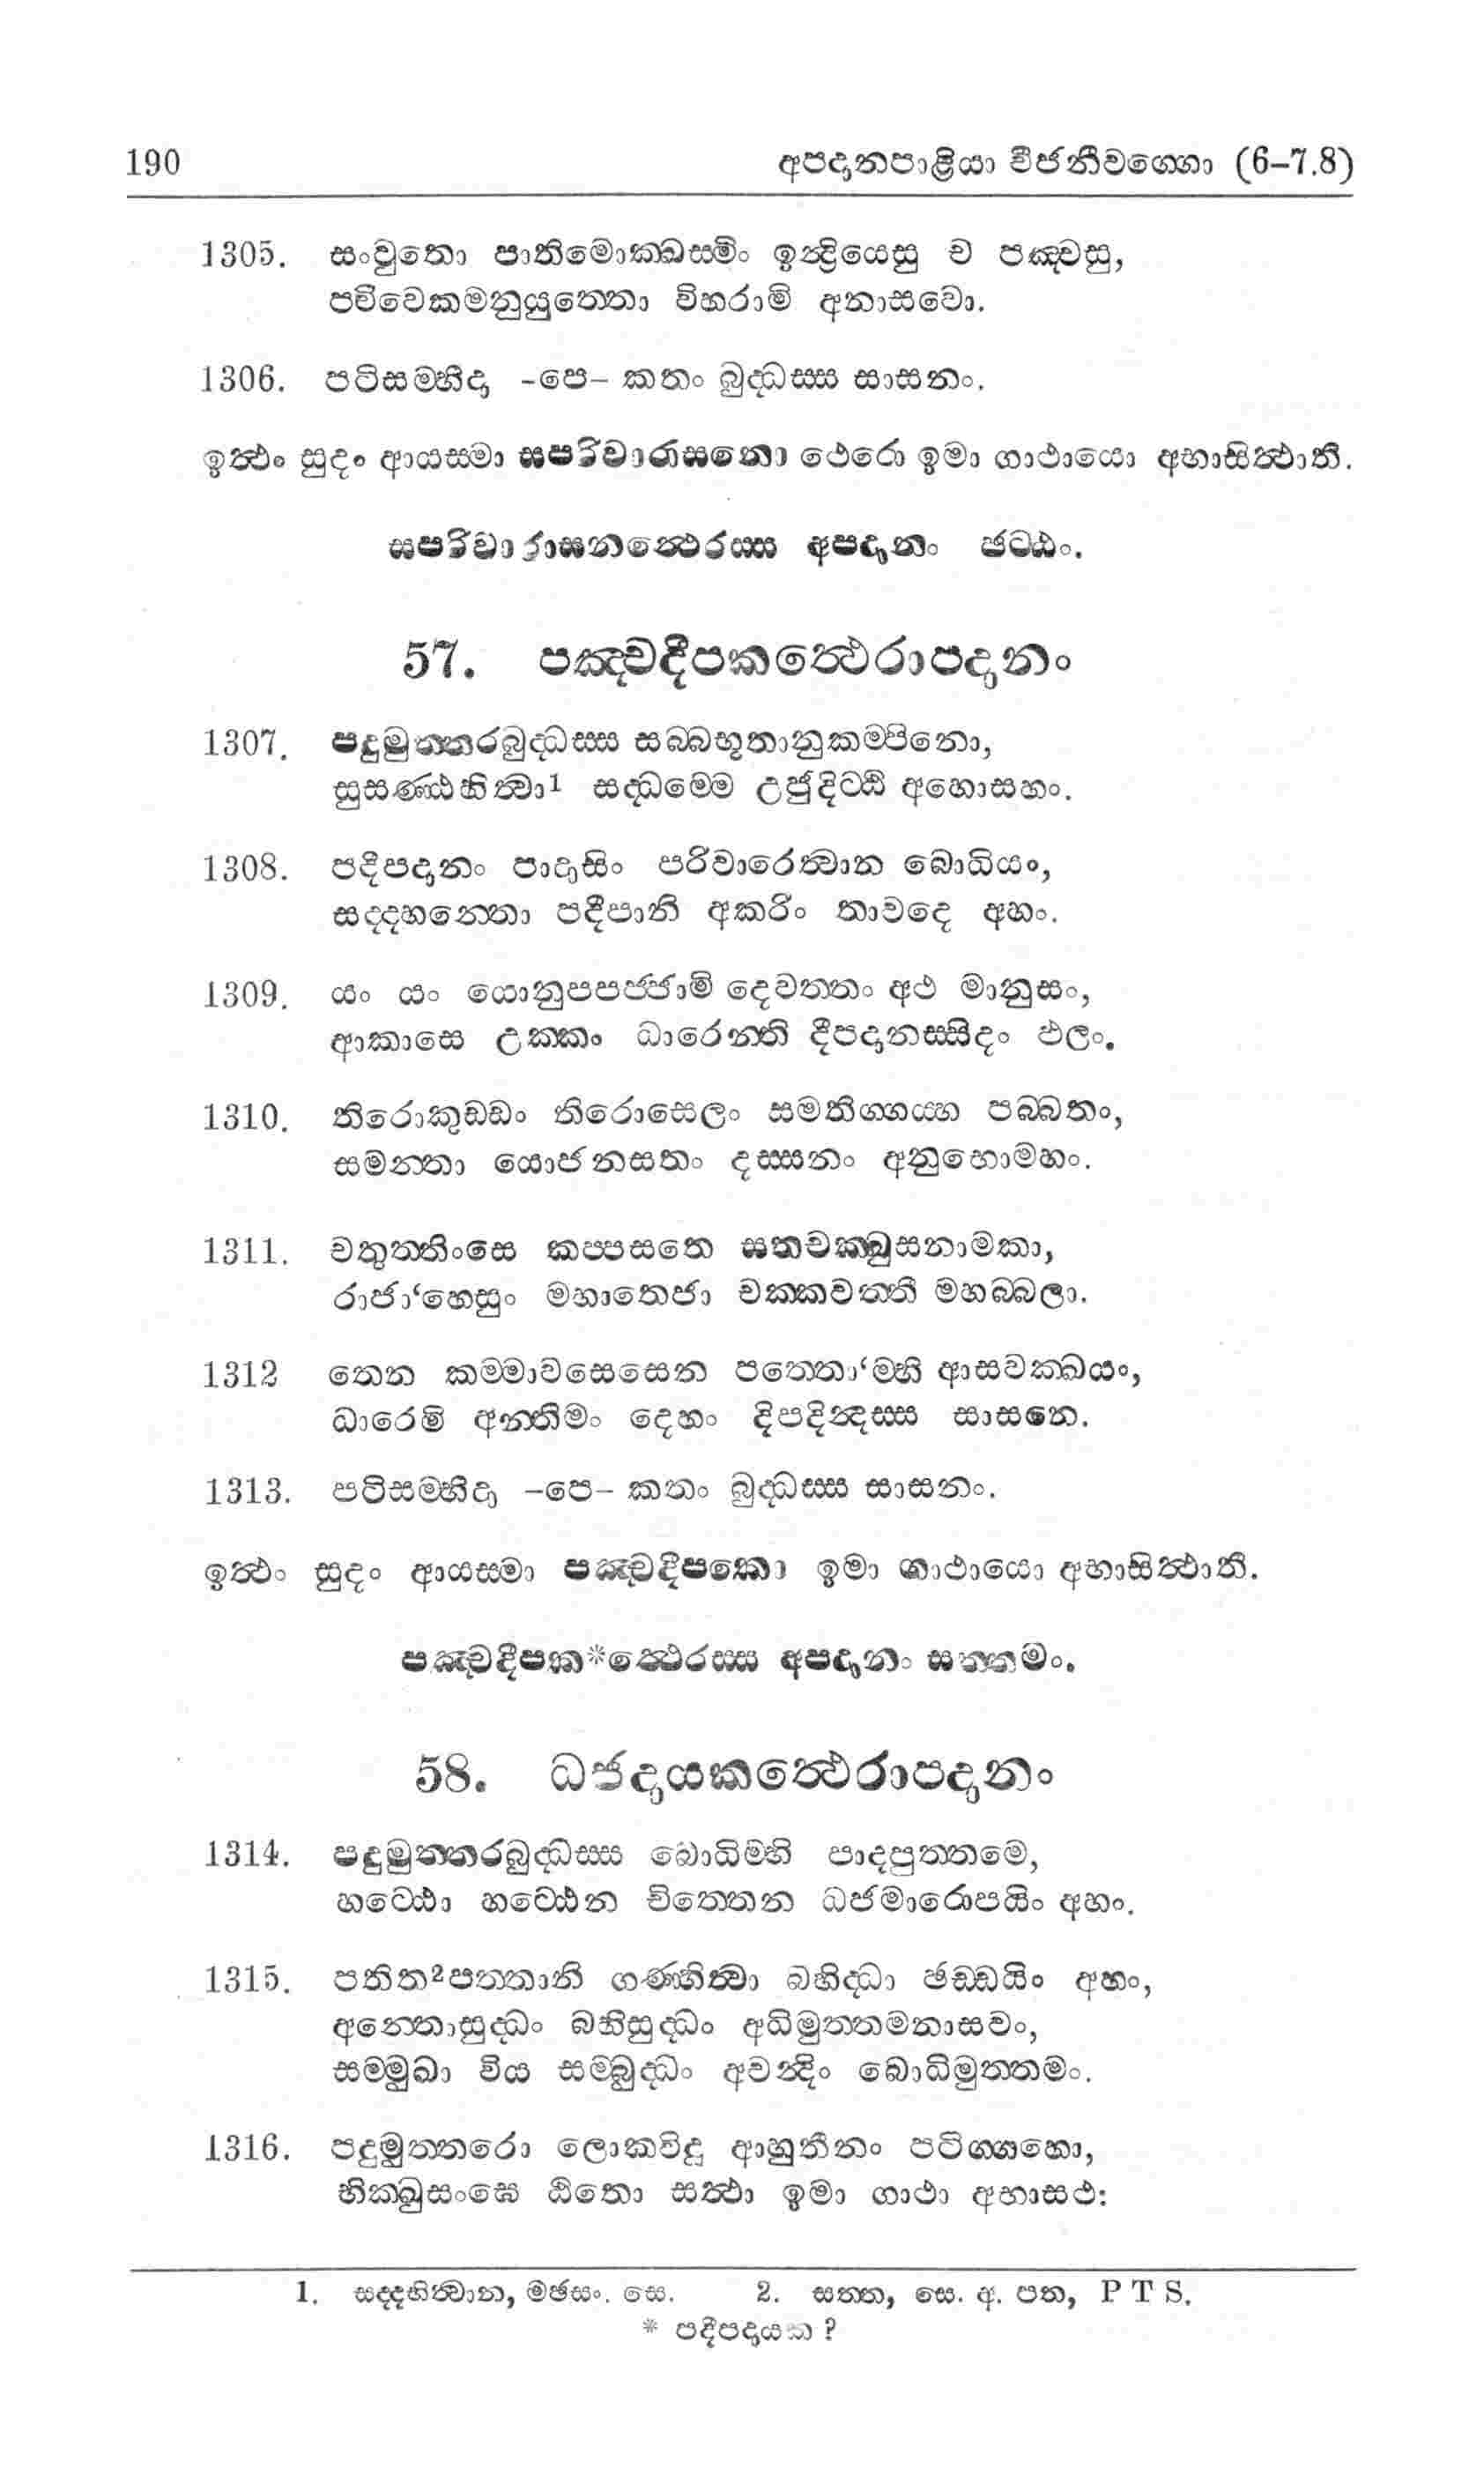 190 අපදානපාළියා වීජනීවග්ගො (6–7.8)
1305. සංවුතො පාතිමොක්ඛස්මිං ඉන්ද්‍රියෙසු ච පඤ්චසු,
පවිවෙකමනුයුත්තො විහරාමි අනාසවො.
1306. පටිසම්භිදා -පෙ- කතං බුද්ධස්ස සාසනං.
ඉත්ථං සුදං ආයස්මා සපරිවාරාසනො ථෙරො ඉමා ගාථායො අභාසිත්ථාති.
සපරිවාරාසනත්ථෙරස්ස අපදානං ඡට්ඨං.
57. පඤ්චදීපකත්ථෙරාපදානං
1307. පදුමුත්තරබුද්ධස්ස සබ්බභූතානුකම්පිනො,
සුසණ්ඨහිත්වා1 සද්ධම්මෙ උජුදිට්ඨි අහොසහං.
1308. පදීපදානං පාදාසිං පරිවාරෙත්වාන බොධියං,
සද්දහන්තො පදීපානි අකරිං තාවදෙ අහං.
1309. යං යං යොනුපපජ්ජාමි දෙවත්තං අථ මානුසං,
ආකාසෙ උක්කං ධාරෙන්ති දීපදානස්සිදං ඵලං.
1310. තිරොකුඩ්ඩං තිරොසෙලං සමතිග්ගය්හ පබ්බතං,
සමන්තා යොජනසතං දස්සනං අනුභොමහං.
1311. චතුත්තිංසෙ කප්පසතෙ සතචක්ඛුසනාමකා,
රාජා‘හෙසුං මහාතෙජා චක්කවත්තී මහබ්බලා.
1312 තෙන කම්මාවසෙසෙන පත්තො‘ම්හි ආසවක්ඛයං,
ධාරෙමි අන්තිමං දෙහං දිපදින්දස්ස සාසනෙ.
1313. පටිසම්භිදා -පෙ- කතං බුද්ධස්ස සාසනං.
ඉත්ථං සුදං ආයස්මා පඤ්චදීපකො ඉමා ගාථායො අභාසිත්ථාති.
පඤ්චදීපක*ත්ථෙරස්ස අපදානං සත්තමං.
58. ධජදායකත්ථෙරාපදානං
1314. පදුමුත්තරබුද්ධස්ස බොධිම්හි පාදපුත්තමෙ,
හට්ඨො හට්ඨෙන චිත්තෙන ධජමාරොපයිං අහං.
1315. පතිත2පත්තානි ගණ්හිත්වා බහිද්ධා ඡඩ්ඩයිං අහං,
අන්තොසුද්ධං බහිසුද්ධං අධිමුත්තමනාසවං,
සම්මුඛා විය සම්බුද්ධං අවන්දිං බොධිමුත්තමං.
1316. පදුමුත්තරො ලොකවිදූ ආහුතීනං පටිග්ගහො,
භික්ඛුසංඝෙ ඨිතො සත්ථා ඉමා ගාථා අභාසථ:
1. සද්දහිත්වාන, මඡසං. සෙ. 2. සත්ත, සෙ. අ. පත, P T S.
* පදීපදායක ?